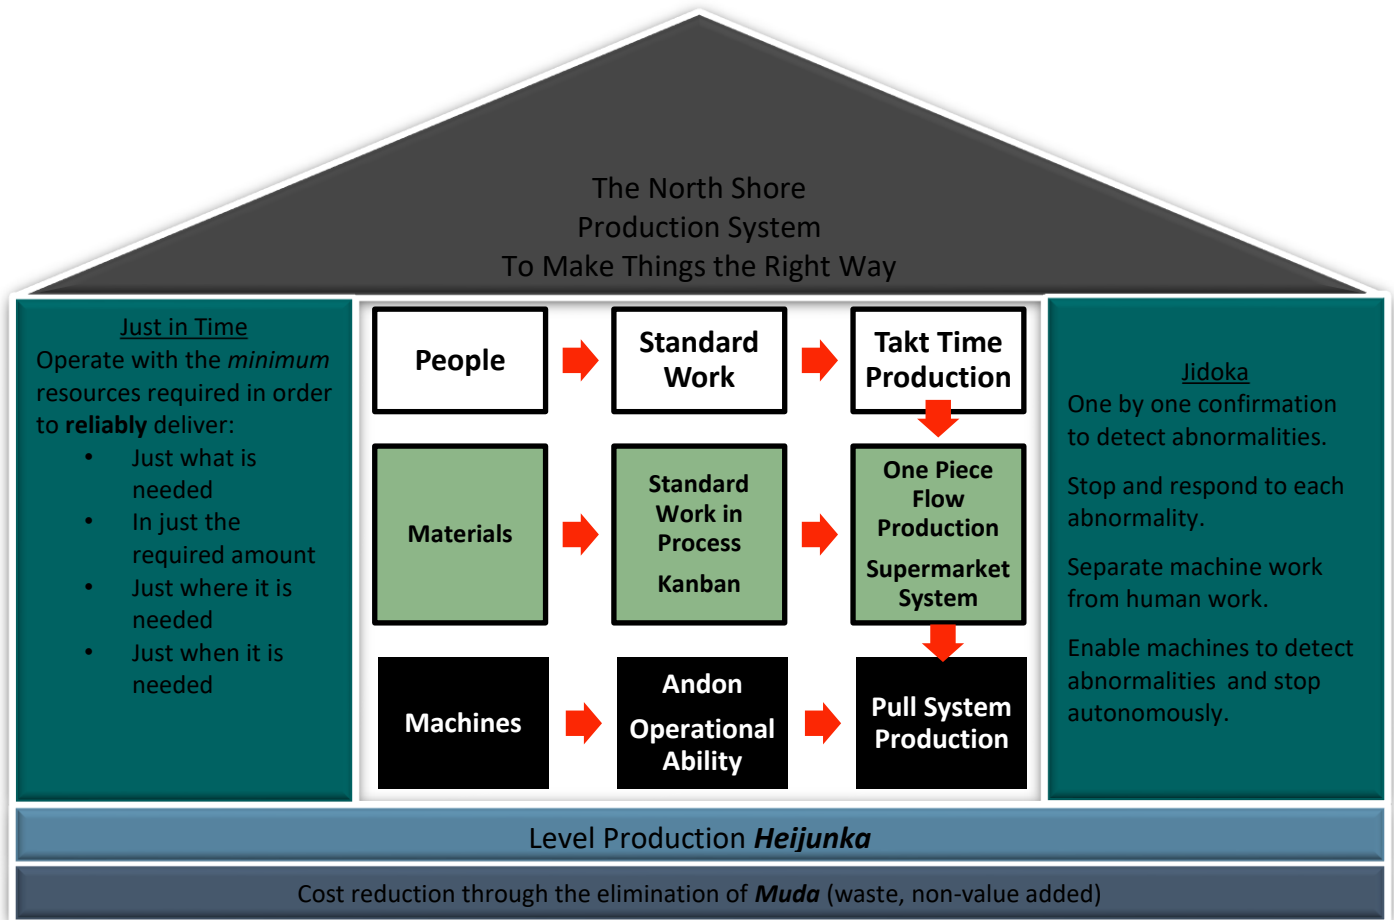 The North Shore
Production System
To Make Things the Right Way
Just in Time
Operate with the minimum
resources required in order
to reliably deliver:
• Just what is
needed
• In just the
required amount
• Just where it is
needed
• Just when it is
needed
People
Standard
Work
Takt Time
Production
Materials
Standard
Work in
Process
Kanban
One Piece
Flow
Production
Supermarket
System
Machines
Andon
Operational
Ability
Pull System
Production
Jidoka
One by one confirmation
to detect abnormalities.
Stop and respond to each
abnormality.
Separate machine work
from human work.
Enable machines to detect
abnormalities and stop
autonomously.
Level Production Heijunka
Cost reduction through the elimination of Muda (waste, non-value added)